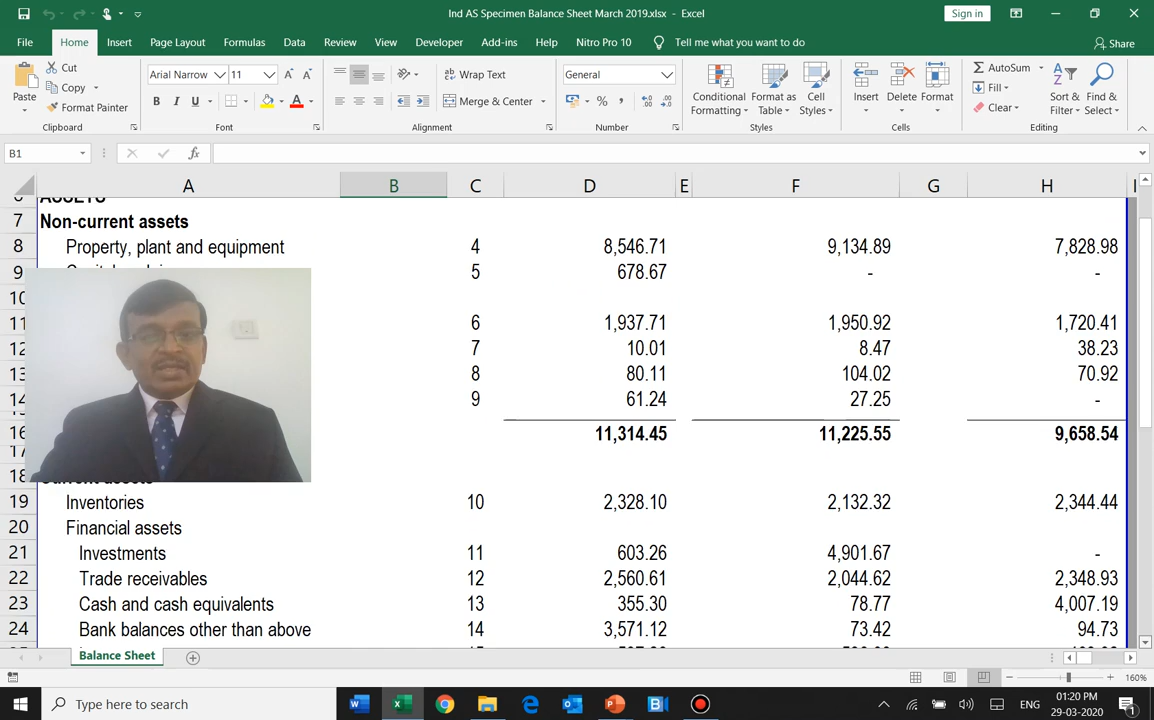 Ind AS Specimen Balance Sheet March 2019.xlsx - Excel
Sign in
File Home Insert Page Layout Formulas Data Review View Developer Add-ins Help Nitro Pro 10 Tell me what you want to do Share
Paste
Cut
Copy
Format Painter
Clipboard
Arial Narrow 11
B I U
Font
Wrap Text
Merge & Center
Alignment
General
Number
Conditional Formatting
Format as Table
Cell Styles
Styles
Insert Delete Format
Cells
AutoSum
Fill
Clear
Sort & Filter
Find & Select
Editing
B1 fx
A B C D E F G H I
ASSETS
7 Non-current assets
8 Property, plant and equipment 4 8,546.71 9,134.89 7,828.98
9 5 678.67 - -
10
11 6 1,937.71 1,950.92 1,720.41
12 7 10.01 8.47 38.23
13 8 80.11 104.02 70.92
14 9 61.24 27.25 -
16 11,314.45 11,225.55 9,658.54
17
18 Current assets
19 Inventories 10 2,328.10 2,132.32 2,344.44
20 Financial assets
21 Investments 11 603.26 4,901.67 -
22 Trade receivables 12 2,560.61 2,044.62 2,348.93
23 Cash and cash equivalents 13 355.30 78.77 4,007.19
24 Bank balances other than above 14 3,571.12 73.42 94.73
Balance Sheet
160%
Type here to search
ENG
01:20 PM
29-03-2020